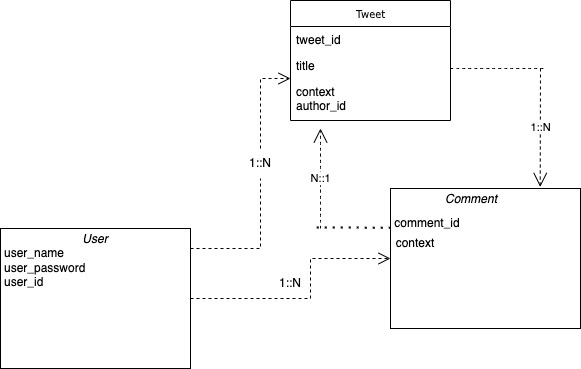 Tweet
tweet_id
title
context
author_id
1::N
1::N
N::1
Comment
comment_id
context
User
user_name
user_password
user_id
1::N